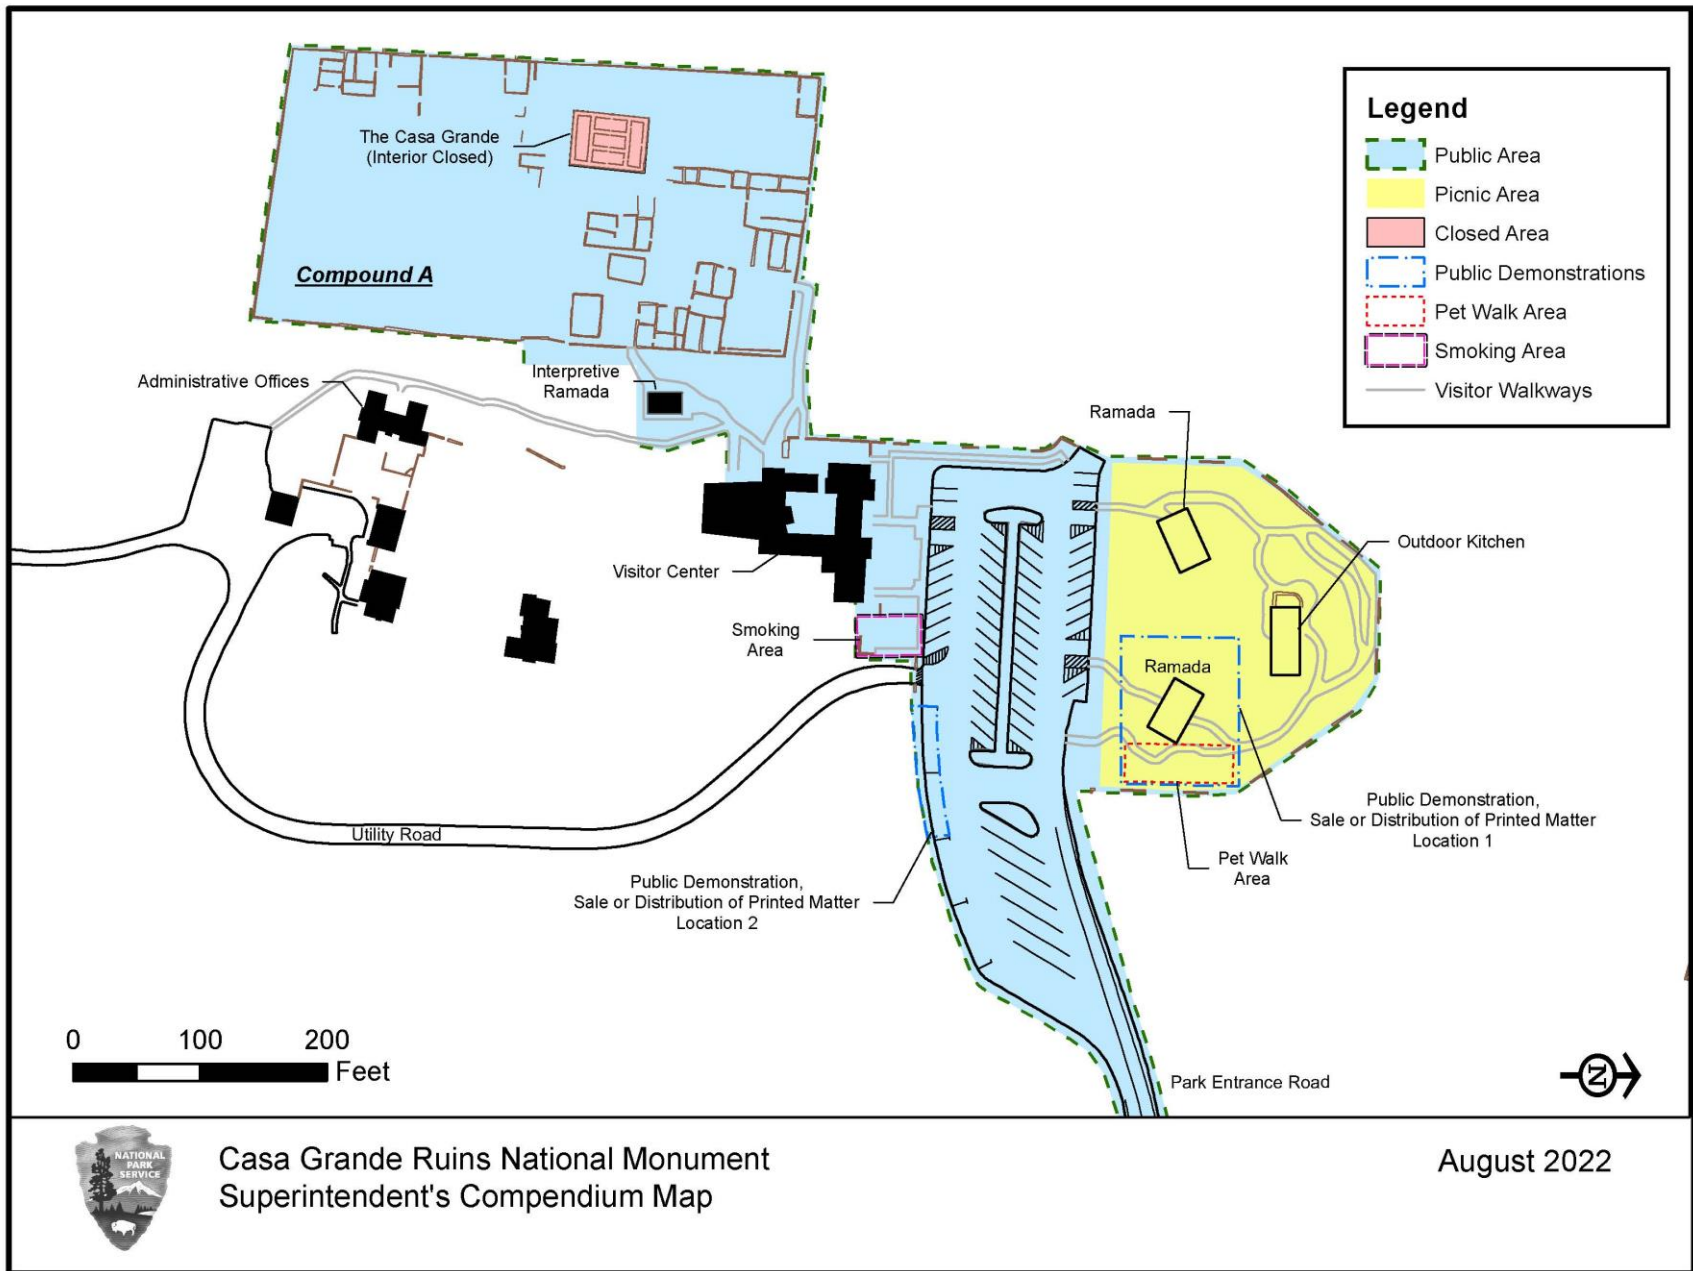 The Casa Grande
(Interior Closed)
Compound A
Administrative Offices
Interpretive
Ramada
Visitor Center
Smoking
Area
Utility Road
Public Demonstration,
Sale or Distribution of Printed Matter
Location 2
Ramada
Outdoor Kitchen
Ramada
Public Demonstration,
Sale or Distribution of Printed Matter
Location 1
Pet Walk
Area
Park Entrance Road
Legend
Public Area
Picnic Area
Closed Area
Public Demonstrations
Pet Walk Area
Smoking Area
Visitor Walkways
0 100 200
Feet
N
NATIONAL
PARK
SERVICE
Casa Grande Ruins National Monument
Superintendent's Compendium Map
August 2022